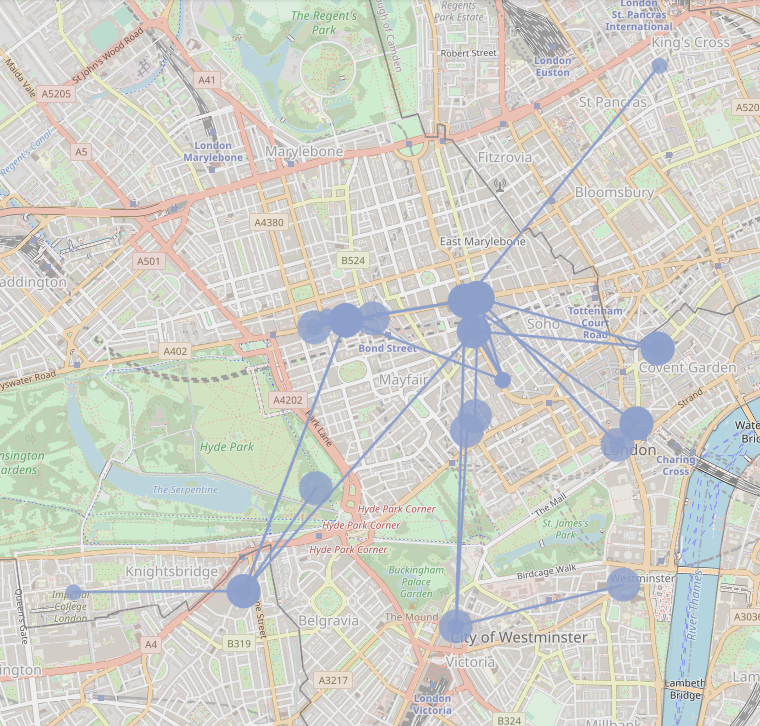 The Regent's
Park
Regents
Park Estate
London
St. Pancras
International
King's Cross
St John's Wood Road
Robert Street
London
Euston
Maida Vale
A5205
A41
St Pancras
A520
Regent's Canal
A5
London
Marylebone
Marylebone
Fitzrovia
Bloomsbury
A4380
East Marylebone
B524
A501
addington
Tottenham
Court
Road
Soho
A402
Bond Street
Covent Garden
yswater Road
Mayfair
A4202
Park Lane
Strand
Hyde Park
nsington
ardens
London
Charing
Cross
The Serpentine
The Mall
Hyde Park Corner
Hyde Park Corner
Hyde Park Corner
St. James's
Park
Knightsbridge
Buckingham
Palace
Garden
Birdcage Walk
Westminster
Imperial
College
London
Queen's Gate
River Thames
Belgravia
The Mound
A3036
City of Westminster
A4
B319
Victoria
ington
A3217
London
Victoria
Lambeth
Bridge
Lam
B324
Millbank